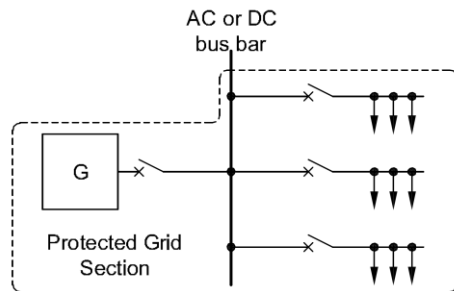 AC or DC
bus bar
G
Protected Grid
Section